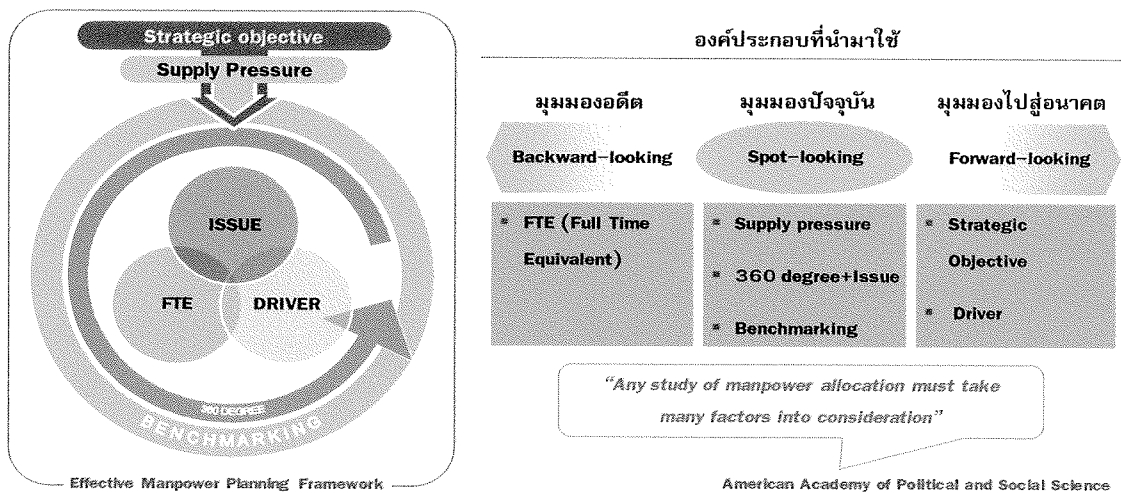 Strategic objective
Supply Pressure
ISSUE
FTE
DRIVER
360 DEGREE
BENCHMARKING
Effective Manpower Planning Framework
องค์ประกอบที่นำมาใช้
มุมมองอดีต
มุมมองปัจจุบัน
มุมมองไปสู่อนาคต
Backward-looking
Spot-looking
Forward-looking
▪ FTE (Full Time
Equivalent)
▪ Supply pressure
▪ 360 degree+Issue
▪ Benchmarking
▪ Strategic
Objective
▪ Driver
"Any study of manpower allocation must take
many factors into consideration"
American Academy of Political and Social Science